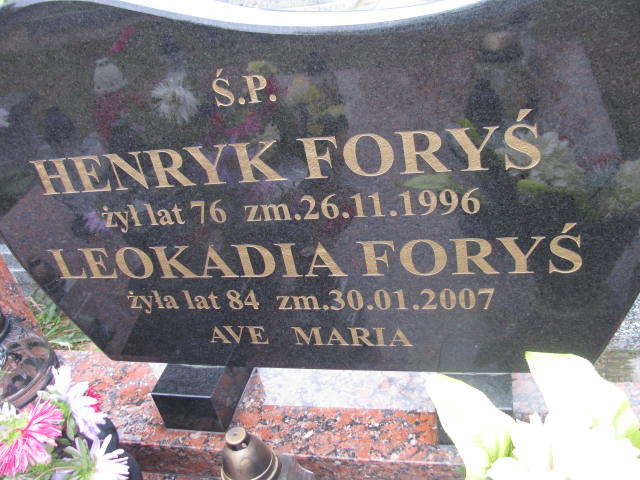 Ś.P.
HENRYK FORYŚ
żył lat 76 zm.26.11.1996
LEOKADIA FORYŚ
żyła lat 84 zm.30.01.2007
AVE MARIA